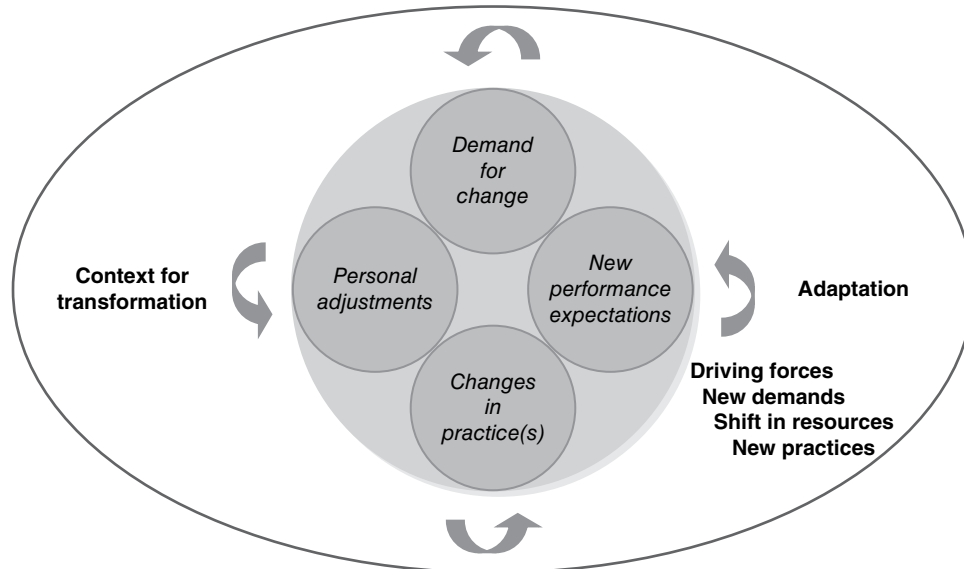 Demand
for
change
Context for
transformation
Personal
adjustments
New
performance
expectations
Adaptation
Changes
in
practice(s)
Driving forces
New demands
Shift in resources
New practices